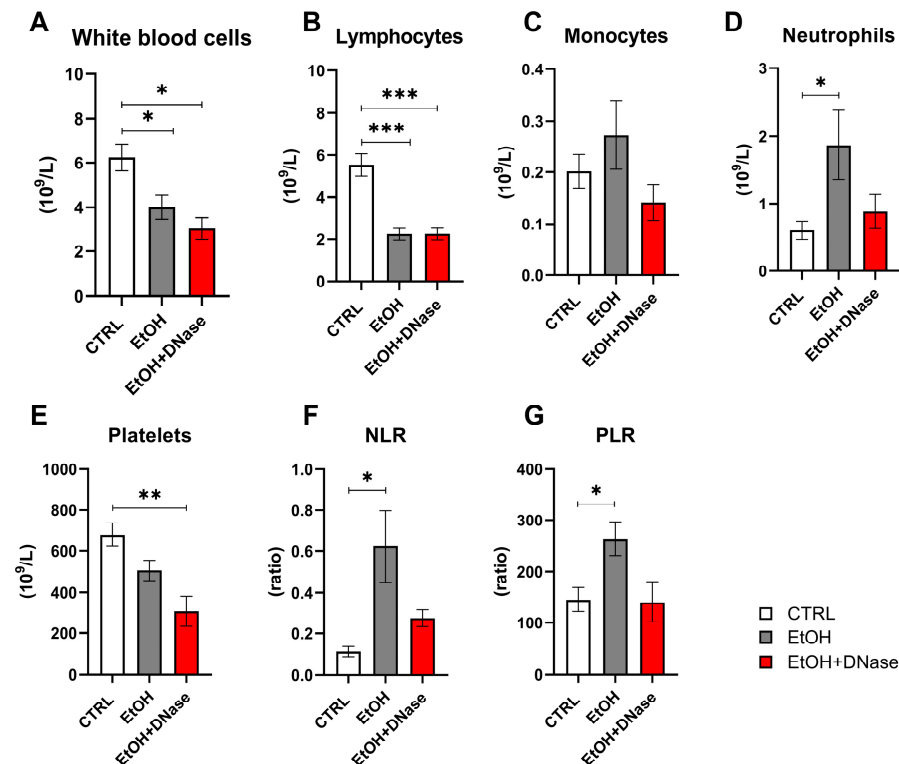 A
White blood cells
10
8
6
4
2
0
(10⁹/L)
*
*
CTRL
EtOH
EtOH+DNase
B
Lymphocytes
10
8
6
4
2
0
(10⁹/L)
***
***
CTRL
EtOH
EtOH+DNase
C
Monocytes
0.4
0.3
0.2
0.1
0.0
(10⁹/L)
CTRL
EtOH
EtOH+DNase
D
Neutrophils
3
2
1
0
(10⁹/L)
*
CTRL
EtOH
EtOH+DNase
E
Platelets
1000
800
600
400
200
0
(10⁹/L)
**
CTRL
EtOH
EtOH+DNase
F
NLR
1.0
0.8
0.6
0.4
0.2
0.0
(ratio)
*
CTRL
EtOH
EtOH+DNase
G
PLR
400
300
200
100
0
(ratio)
*
CTRL
EtOH
EtOH+DNase
CTRL
EtOH
EtOH+DNase